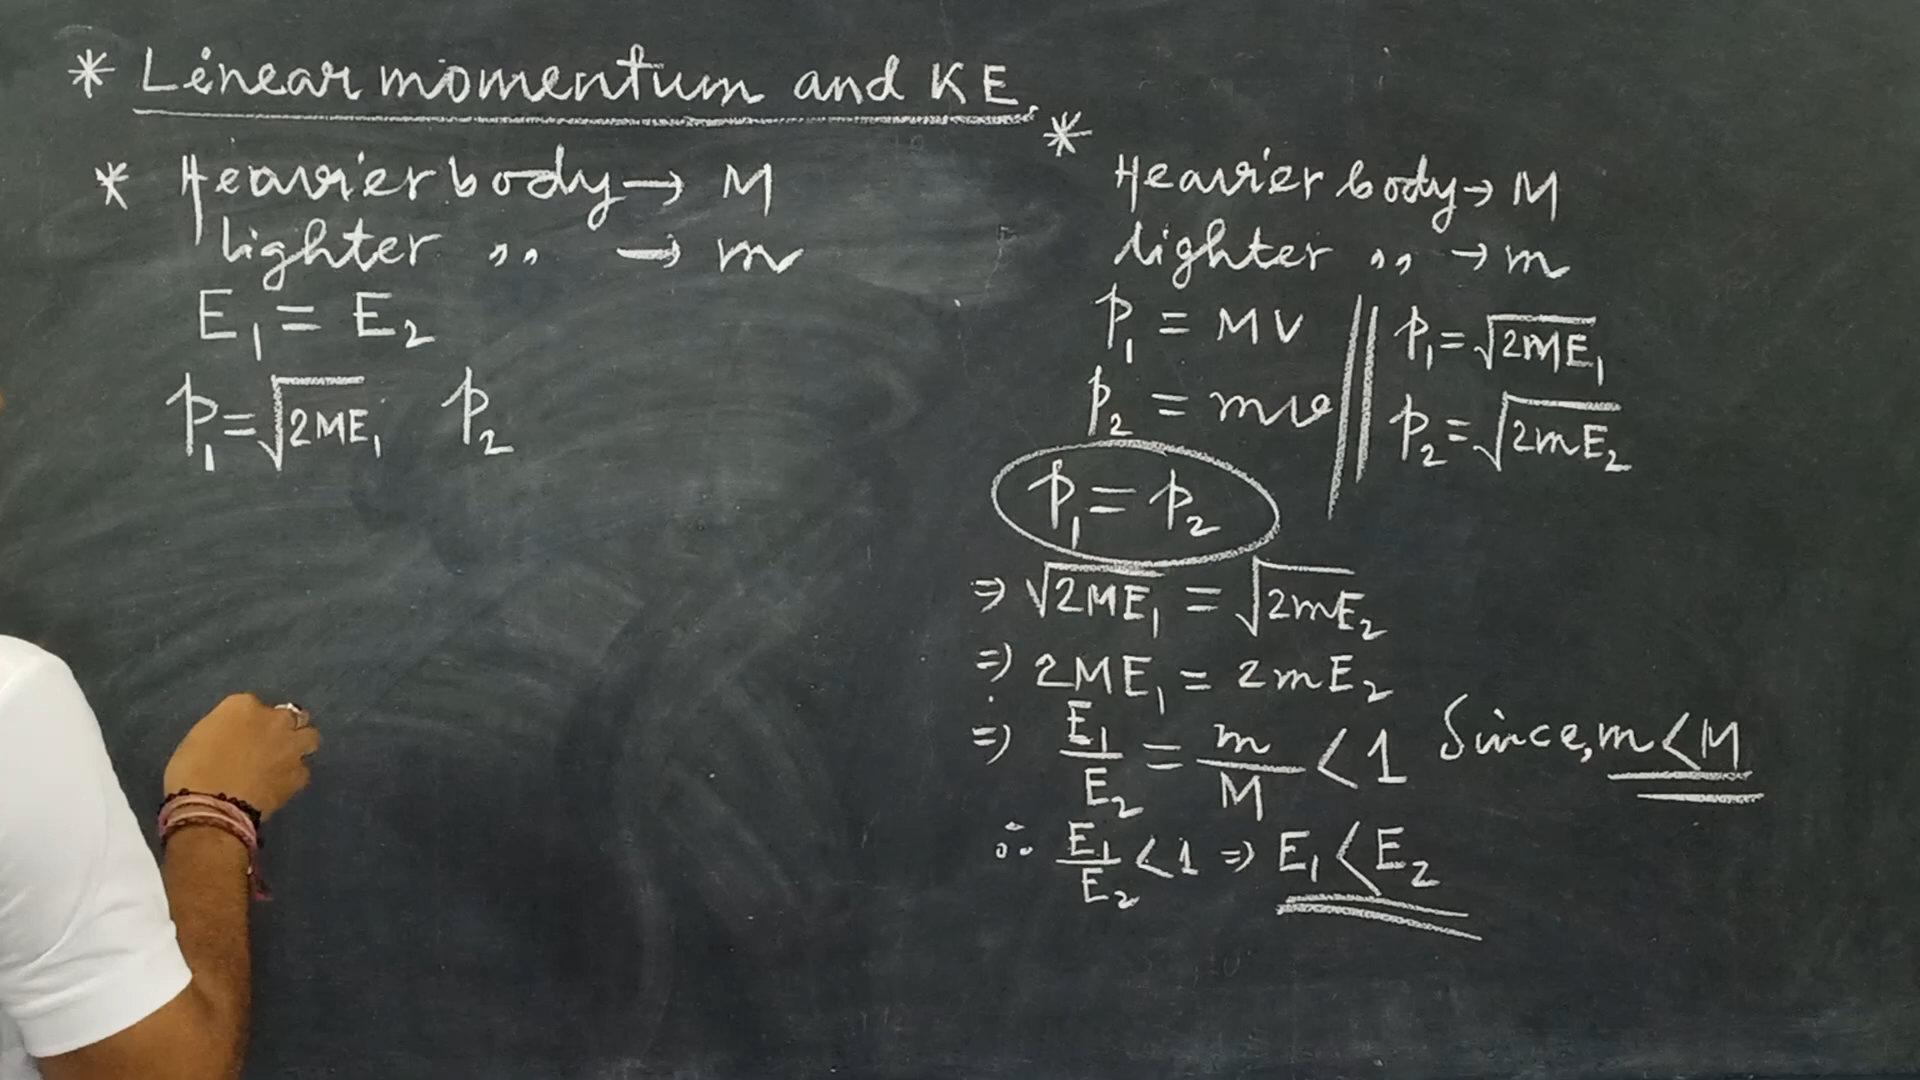 * Linear momentum and KE.
* Heavier body → M
lighter ,, → m
E₁ = E₂
p₁ = √2ME₁ p₂
*
Heavier body → M
lighter ,, → m
p₁ = MV || p₁ = √2ME₁
p₂ = mv || p₂ = √2mE₂
p₁ = p₂
⇒ √2ME₁ = √2mE₂
⇒ 2ME₁ = 2mE₂
⇒ E₁/E₂ = m/M < 1 Since, m < M
∴ E₁/E₂ < 1 ⇒ E₁ < E₂